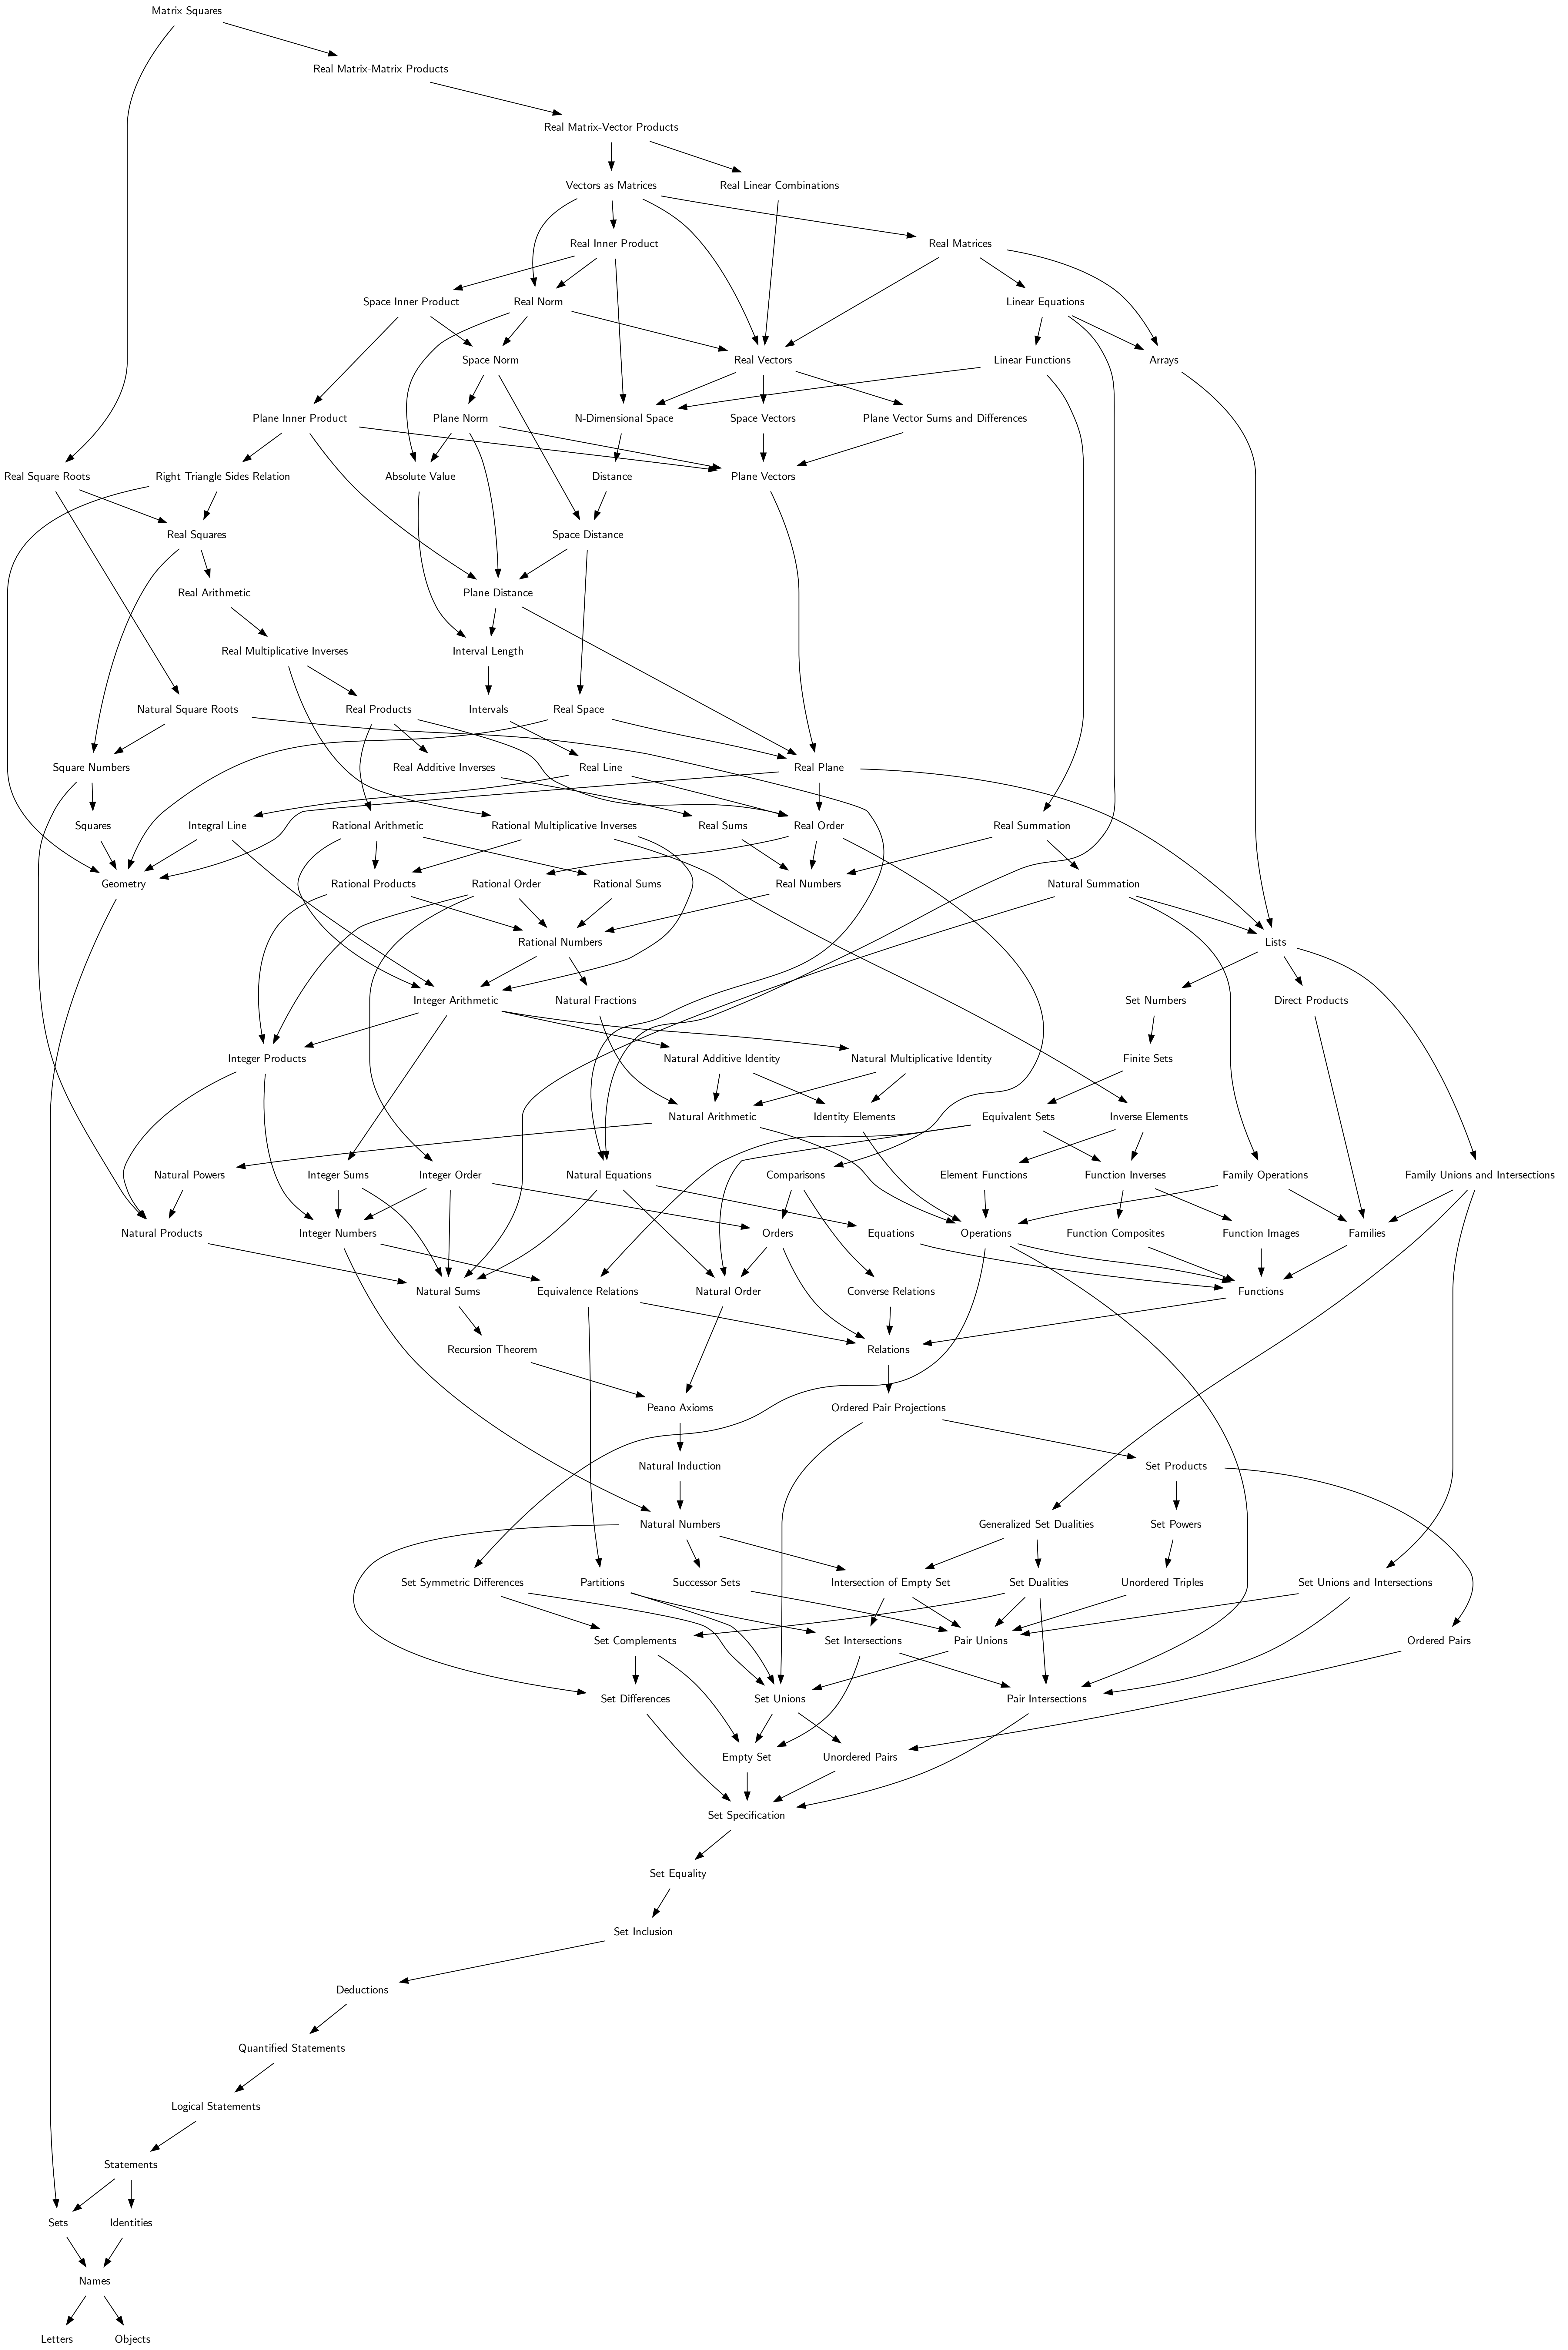 Matrix Squares
Real Matrix-Matrix Products
Real Matrix-Vector Products
Vectors as Matrices
Real Linear Combinations
Real Inner Product
Real Matrices
Space Inner Product
Real Norm
Linear Equations
Space Norm
Real Vectors
Linear Functions
Arrays
Plane Inner Product
Plane Norm
N-Dimensional Space
Space Vectors
Plane Vector Sums and Differences
Real Square Roots
Right Triangle Sides Relation
Absolute Value
Distance
Plane Vectors
Real Squares
Space Distance
Real Arithmetic
Plane Distance
Real Multiplicative Inverses
Interval Length
Natural Square Roots
Real Products
Intervals
Real Space
Square Numbers
Real Additive Inverses
Real Line
Real Plane
Squares
Integral Line
Rational Arithmetic
Rational Multiplicative Inverses
Real Sums
Real Order
Real Summation
Geometry
Rational Products
Rational Order
Rational Sums
Real Numbers
Natural Summation
Rational Numbers
Lists
Integer Arithmetic
Natural Fractions
Set Numbers
Direct Products
Integer Products
Natural Additive Identity
Natural Multiplicative Identity
Finite Sets
Natural Arithmetic
Identity Elements
Equivalent Sets
Inverse Elements
Natural Powers
Integer Sums
Integer Order
Natural Equations
Comparisons
Element Functions
Function Inverses
Family Operations
Family Unions and Intersections
Natural Products
Integer Numbers
Orders
Equations
Operations
Function Composites
Function Images
Families
Natural Sums
Equivalence Relations
Natural Order
Converse Relations
Functions
Recursion Theorem
Relations
Peano Axioms
Ordered Pair Projections
Natural Induction
Set Products
Natural Numbers
Generalized Set Dualities
Set Powers
Set Symmetric Differences
Partitions
Successor Sets
Intersection of Empty Set
Set Dualities
Unordered Triples
Set Unions and Intersections
Set Complements
Set Intersections
Pair Unions
Ordered Pairs
Set Differences
Set Unions
Pair Intersections
Empty Set
Unordered Pairs
Set Specification
Set Equality
Set Inclusion
Deductions
Quantified Statements
Logical Statements
Statements
Sets
Identities
Names
Letters
Objects